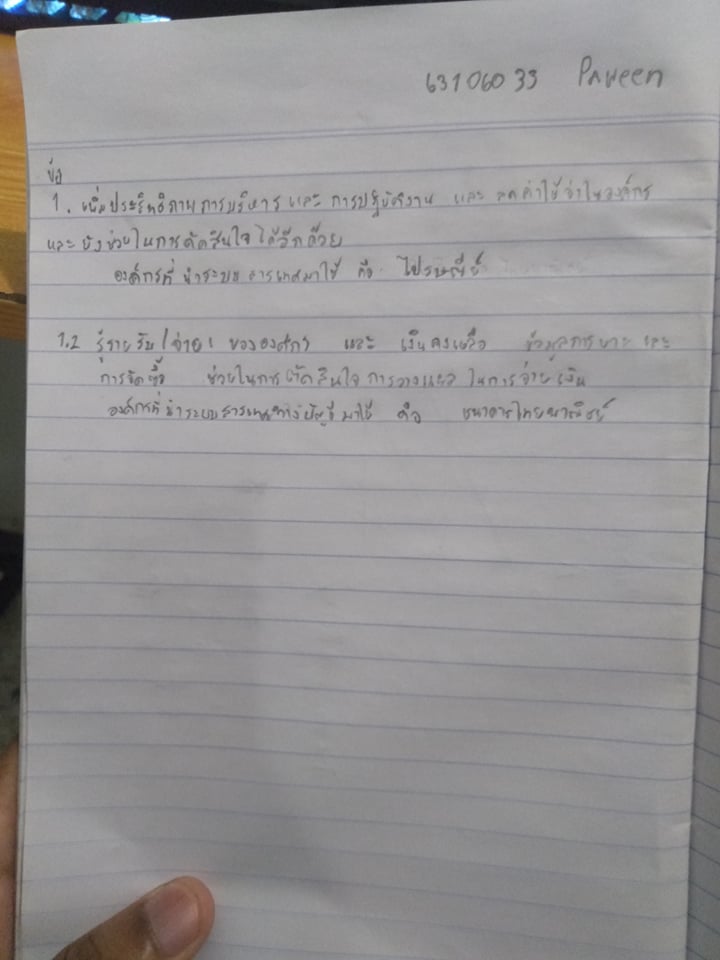 63106033 Paween
ข้อ
1. เพิ่มประสิทธิภาพการบริหาร และ การปฏิบัติงาน และ ลดค่าใช้จ่าในองค์กร
และ ยังช่วยในการตัดสินใจ ได้อีกด้วย
องค์กรที่ นำระบบสารเทศมาใช้ คือ ไปรษณีย์
1.2 รู้รายรับ/จ่าย ขององค์กร และ เงินคงเหลือ ข้อมูลการขาย และ
การจัดซื้อ ช่วยในการตัดสินใจ การวางแผล ในการจ่ายเงิน
องค์กรที่นำระบบสารเทศทางบัญชีมาใช้ คือ ธนาคารไทยพาณิชย์